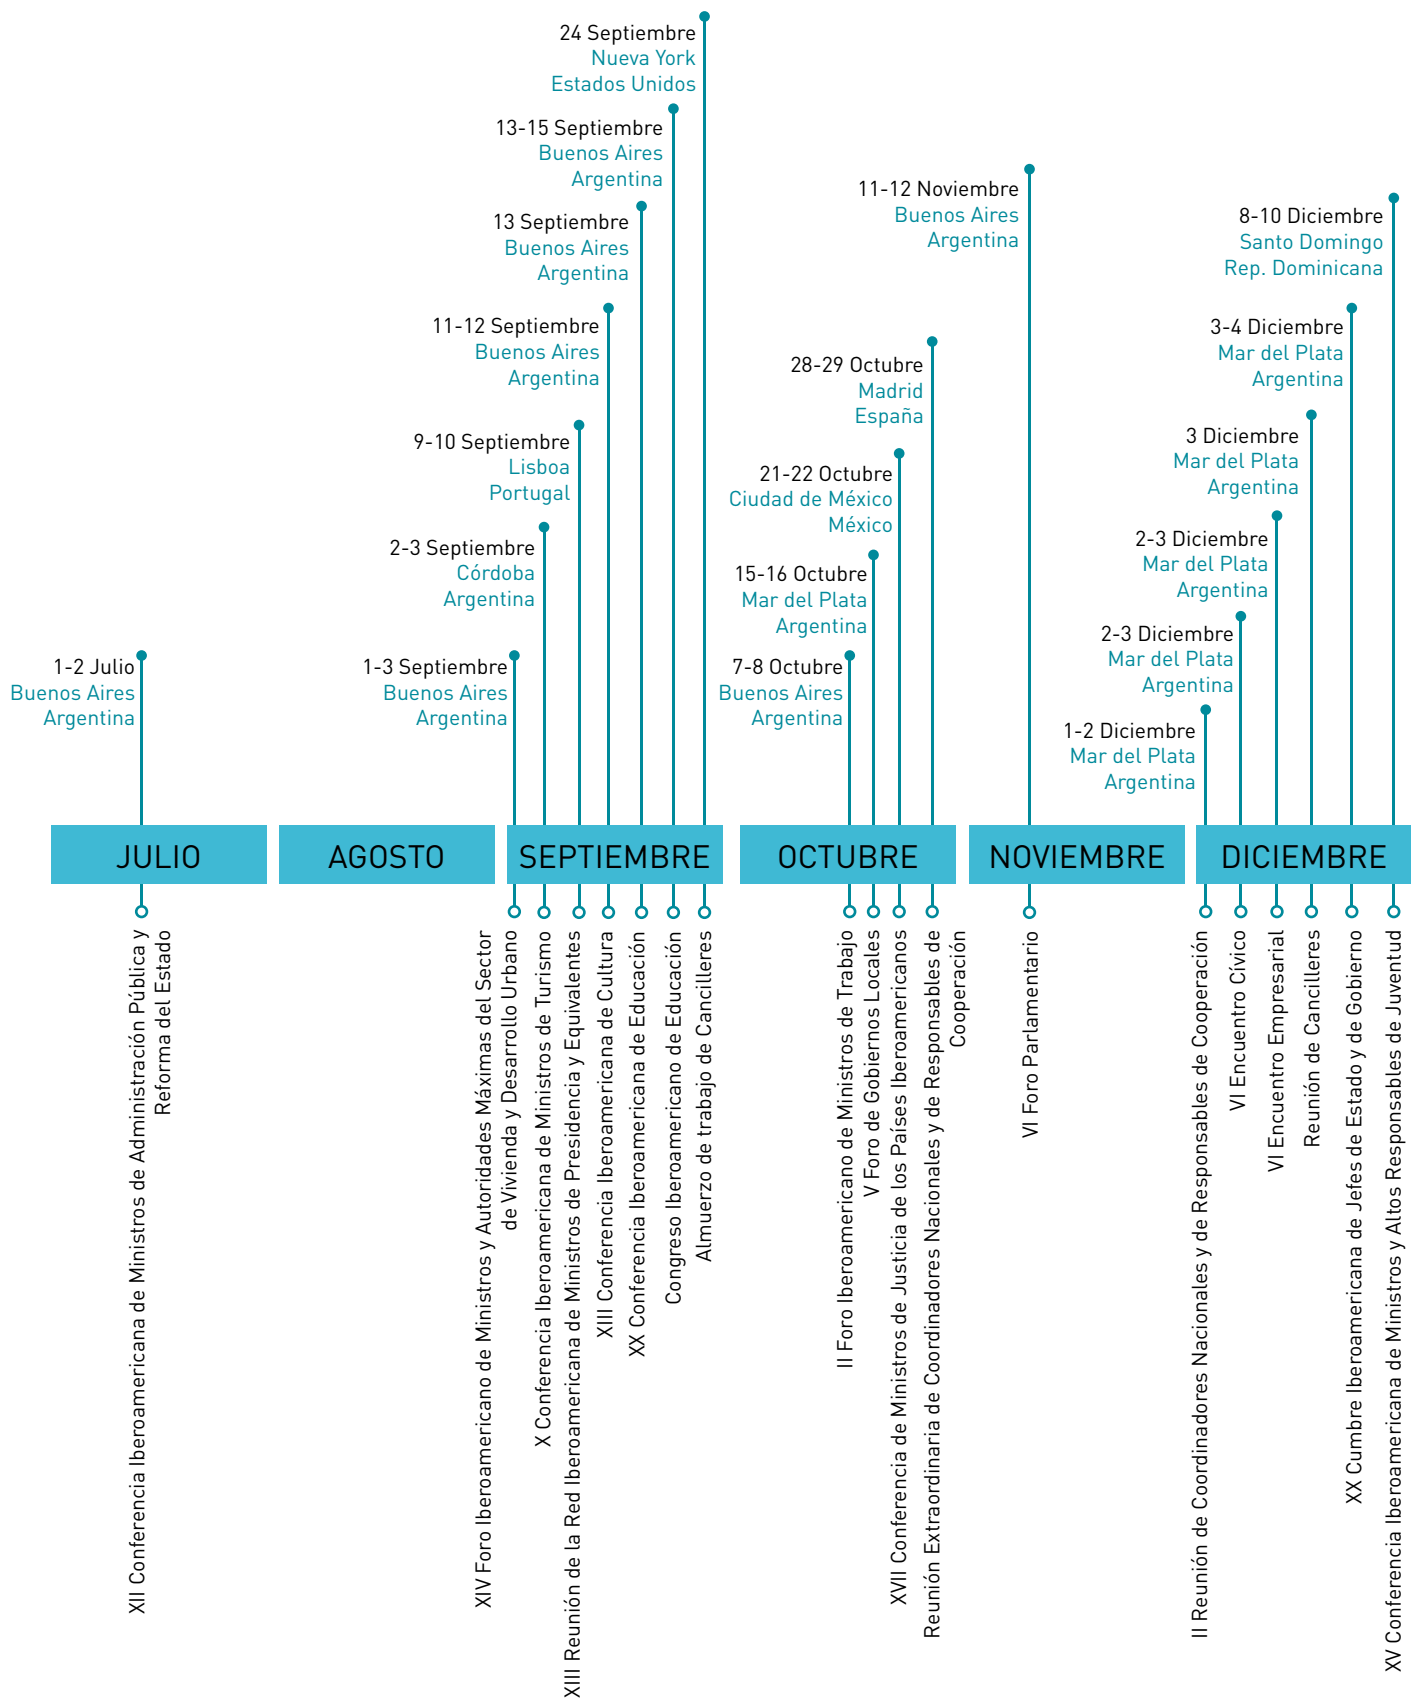 24 Septiembre
Nueva York
Estados Unidos
13-15 Septiembre
Buenos Aires
Argentina
13 Septiembre
Buenos Aires
Argentina
11-12 Septiembre
Buenos Aires
Argentina
9-10 Septiembre
Lisboa
Portugal
2-3 Septiembre
Córdoba
Argentina
1-2 Julio
Buenos Aires
Argentina
1-3 Septiembre
Buenos Aires
Argentina
28-29 Octubre
Madrid
España
21-22 Octubre
Ciudad de México
México
15-16 Octubre
Mar del Plata
Argentina
7-8 Octubre
Buenos Aires
Argentina
11-12 Noviembre
Buenos Aires
Argentina
8-10 Diciembre
Santo Domingo
Rep. Dominicana
3-4 Diciembre
Mar del Plata
Argentina
3 Diciembre
Mar del Plata
Argentina
2-3 Diciembre
Mar del Plata
Argentina
2-3 Diciembre
Mar del Plata
Argentina
1-2 Diciembre
Mar del Plata
Argentina
JULIO
AGOSTO
SEPTIEMBRE
OCTUBRE
NOVIEMBRE
DICIEMBRE
XII Conferencia Iberoamericana de Ministros de Administración Pública y
Reforma del Estado
XIV Foro Iberoamericano de Ministros y Autoridades Máximas del Sector
de Vivienda y Desarrollo Urbano
X Conferencia Iberoamericana de Ministros de Turismo
XIII Reunión de la Red Iberoamericana de Ministros de Presidencia y Equivalentes
XIII Conferencia Iberoamericana de Cultura
XX Conferencia Iberoamericana de Educación
Congreso Iberoamericano de Educación
Almuerzo de trabajo de Cancilleres
II Foro Iberoamericano de Ministros de Trabajo
V Foro de Gobiernos Locales
XVII Conferencia de Ministros de Justicia de los Países Iberoamericanos
Reunión Extraordinaria de Coordinadores Nacionales y de Responsables de
Cooperación
VI Foro Parlamentario
II Reunión de Coordinadores Nacionales y de Responsables de Cooperación
VI Encuentro Cívico
VI Encuentro Empresarial
Reunión de Cancilleres
XX Cumbre Iberoamericana de Jefes de Estado y de Gobierno
XV Conferencia Iberoamericana de Ministros y Altos Responsables de Juventud